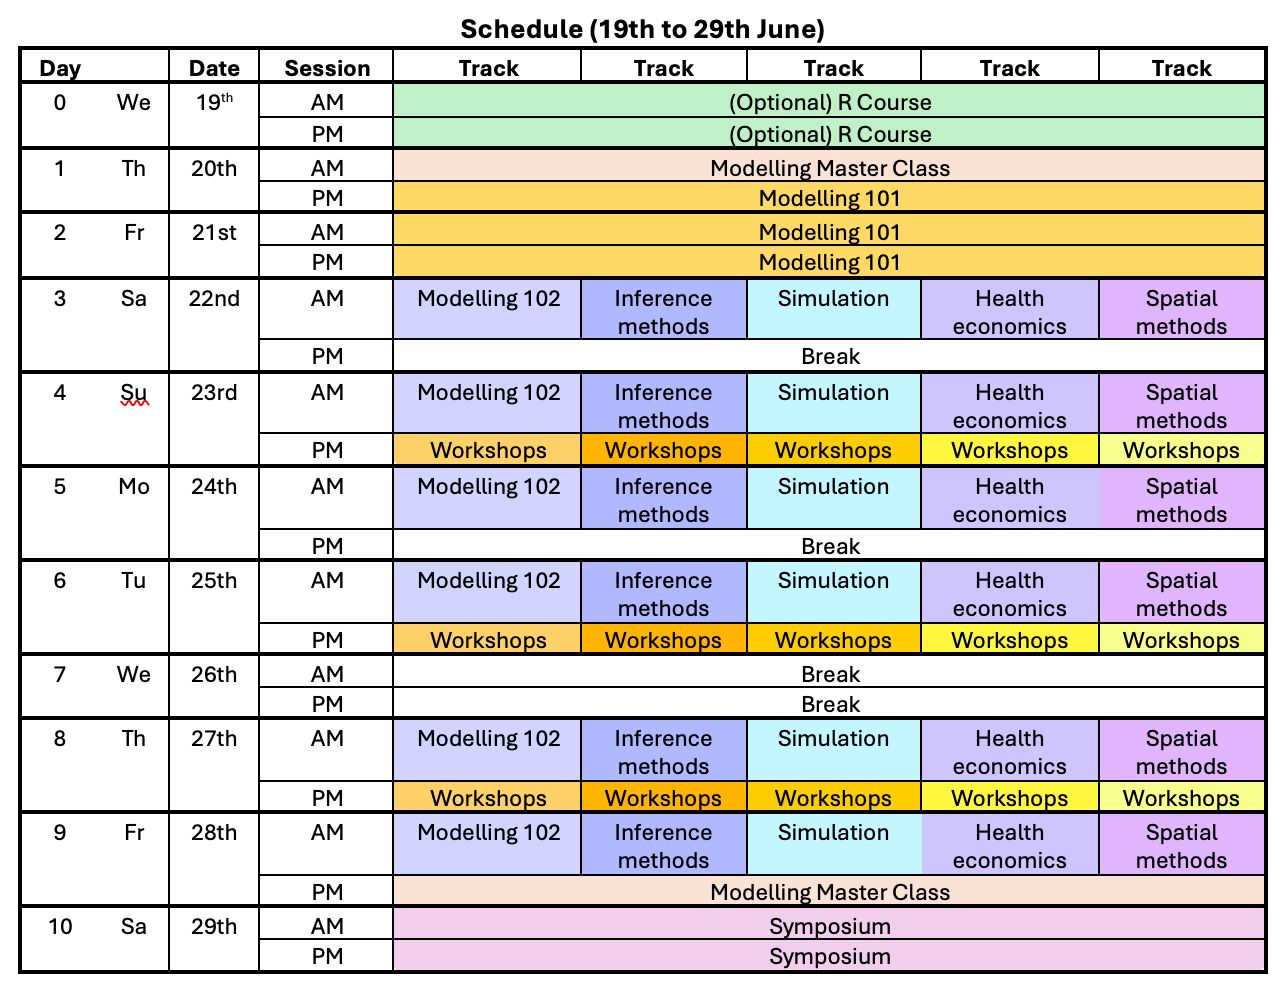 Schedule (19th to 29th June)
Day Date Session Track Track Track Track Track
0 We 19th AM (Optional) R Course
PM (Optional) R Course
1 Th 20th AM Modelling Master Class
PM Modelling 101
2 Fr 21st AM Modelling 101
PM Modelling 101
3 Sa 22nd AM Modelling 102 Inference methods Simulation Health economics Spatial methods
PM Break
4 Su 23rd AM Modelling 102 Inference methods Simulation Health economics Spatial methods
PM Workshops Workshops Workshops Workshops Workshops
5 Mo 24th AM Modelling 102 Inference methods Simulation Health economics Spatial methods
PM Break
6 Tu 25th AM Modelling 102 Inference methods Simulation Health economics Spatial methods
PM Workshops Workshops Workshops Workshops Workshops
7 We 26th AM Break
PM Break
8 Th 27th AM Modelling 102 Inference methods Simulation Health economics Spatial methods
PM Workshops Workshops Workshops Workshops Workshops
9 Fr 28th AM Modelling 102 Inference methods Simulation Health economics Spatial methods
PM Modelling Master Class
10 Sa 29th AM Symposium
PM Symposium